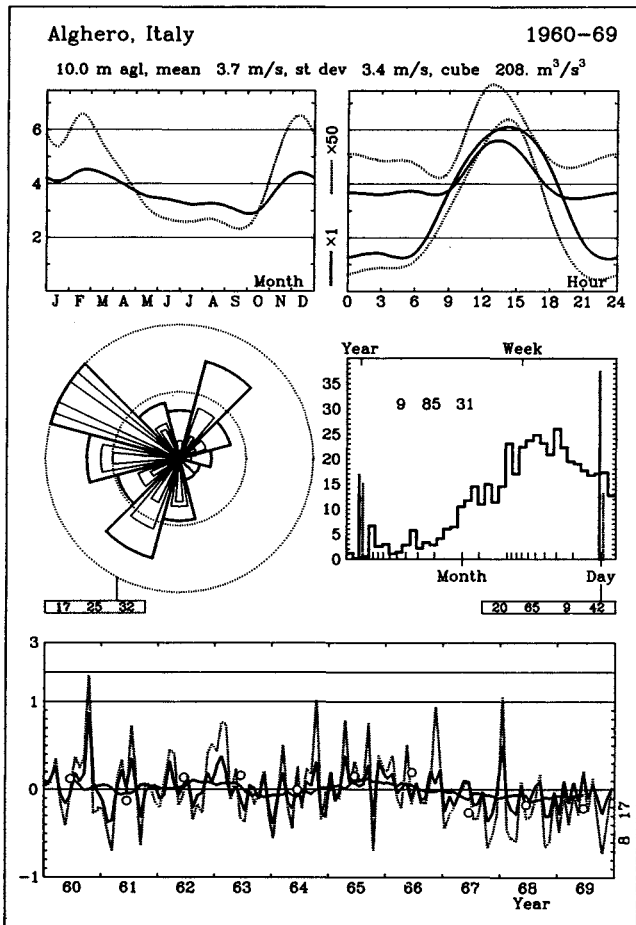 Alghero, Italy 1960-69
10.0 m agl, mean 3.7 m/s, st dev 3.4 m/s, cube 208. m³/s³
6
4
2
Month
J F M A M J J A S O N D
×50
×1
Hour
0 3 6 9 12 15 18 21 24
Year Week
35
30
25
20
15
10
5
0
9 85 31
Month Day
17 25 32
20 65 9 42
3
1
0
-1
8 17
60 61 62 63 64 65 66 67 68 69
Year